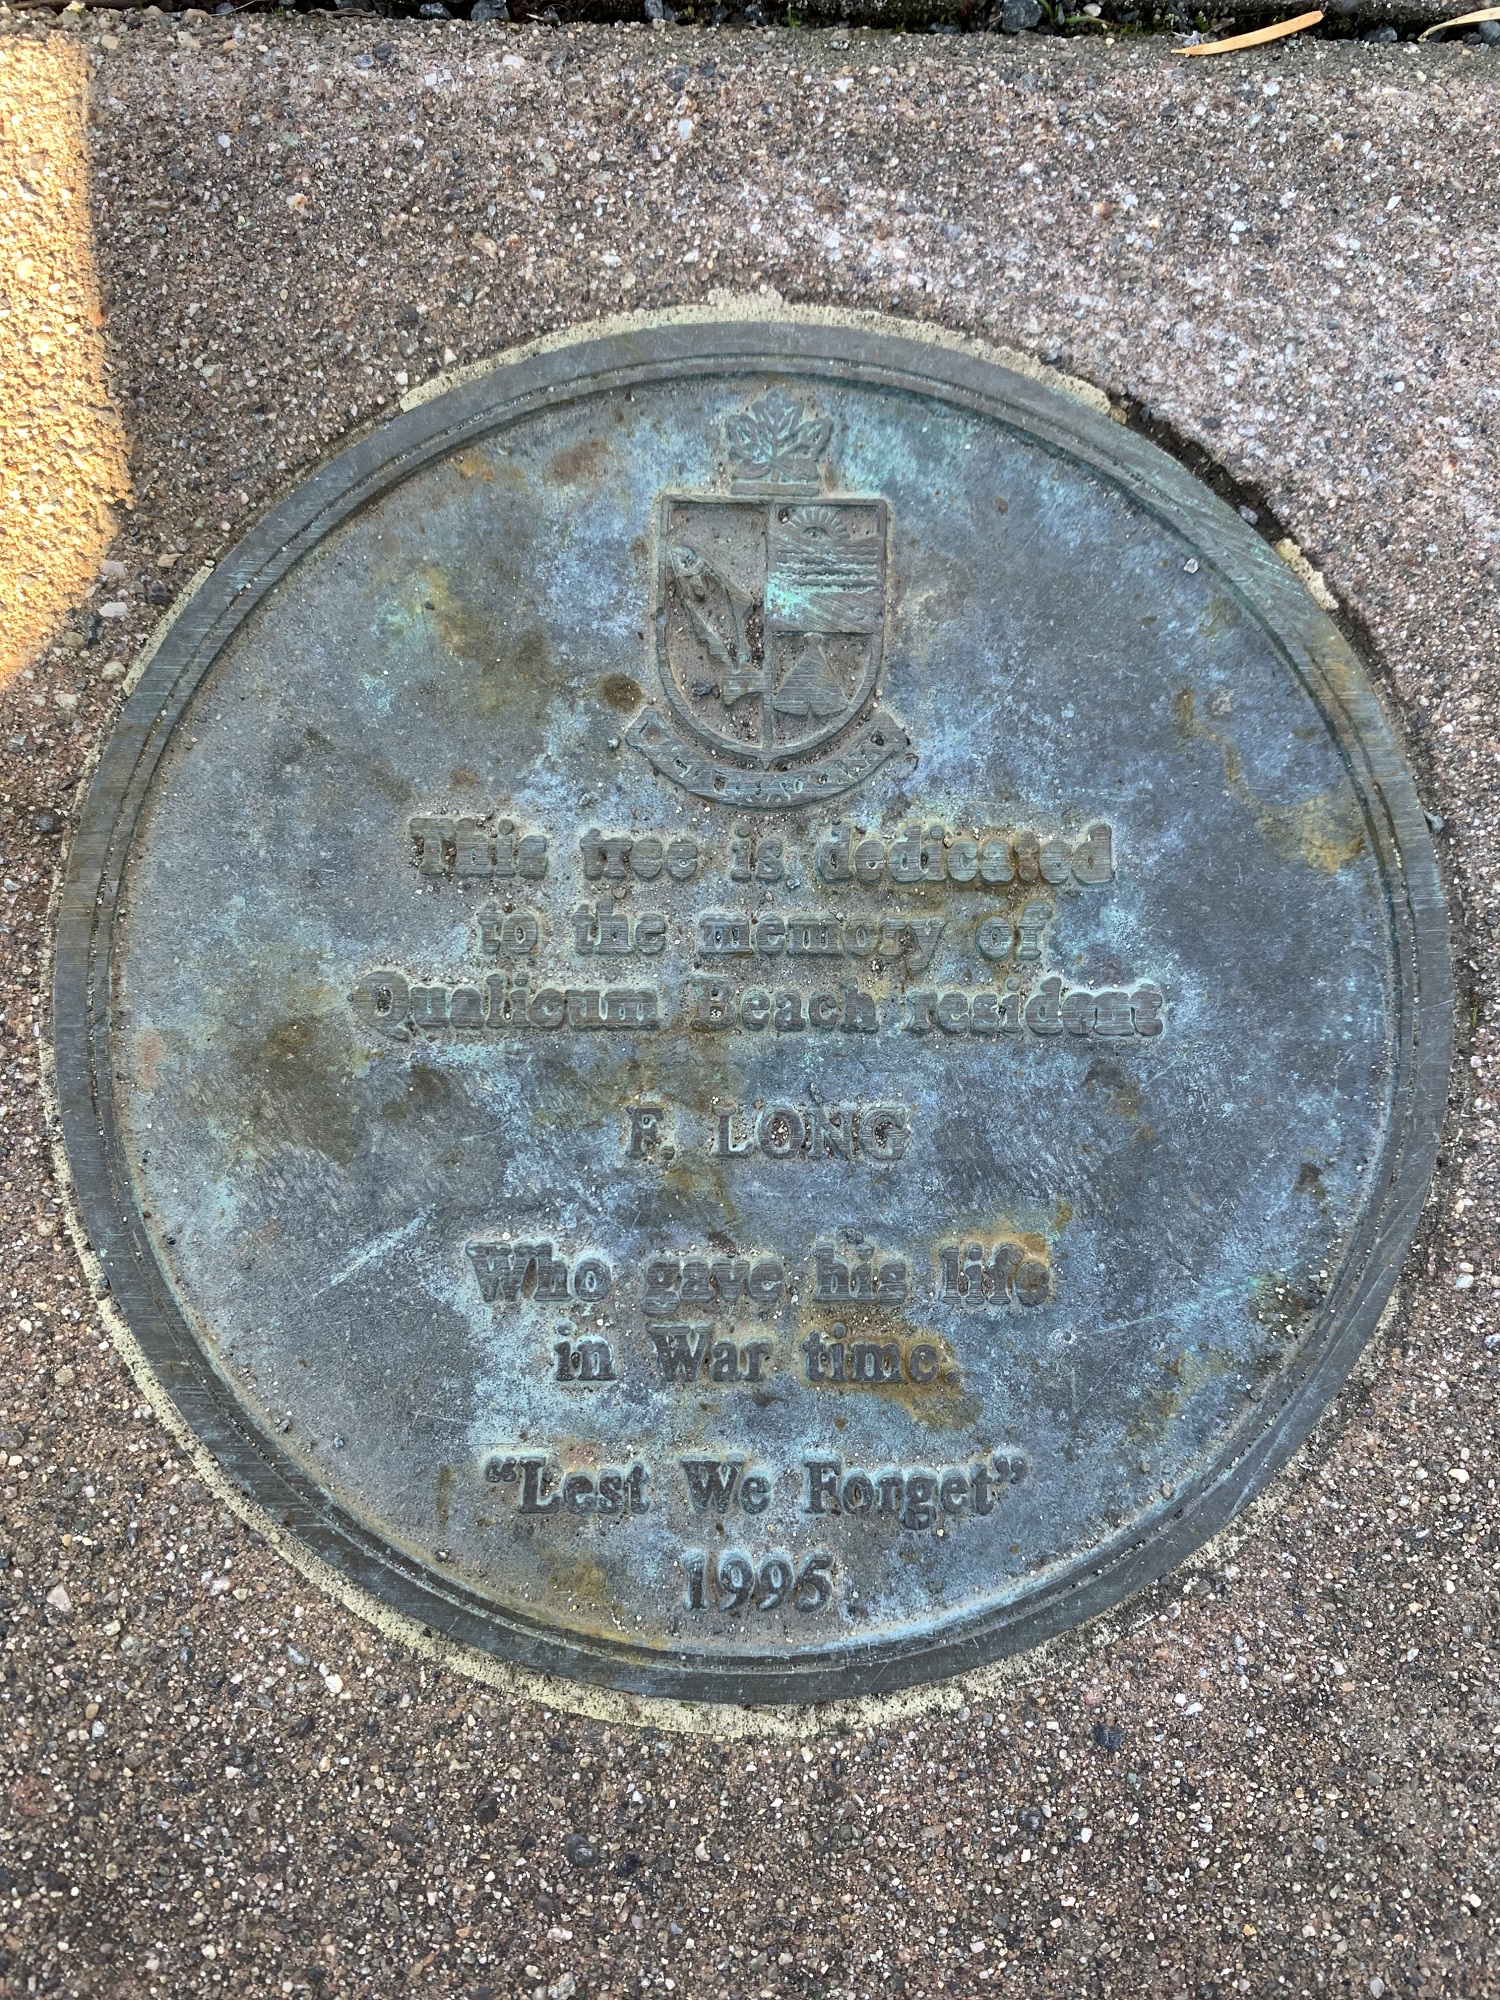 This tree is dedicated
to the memory of
Qualicum Beach resident
F. LONG
Who gave his life
in War time.
“Lest We Forget”
1995